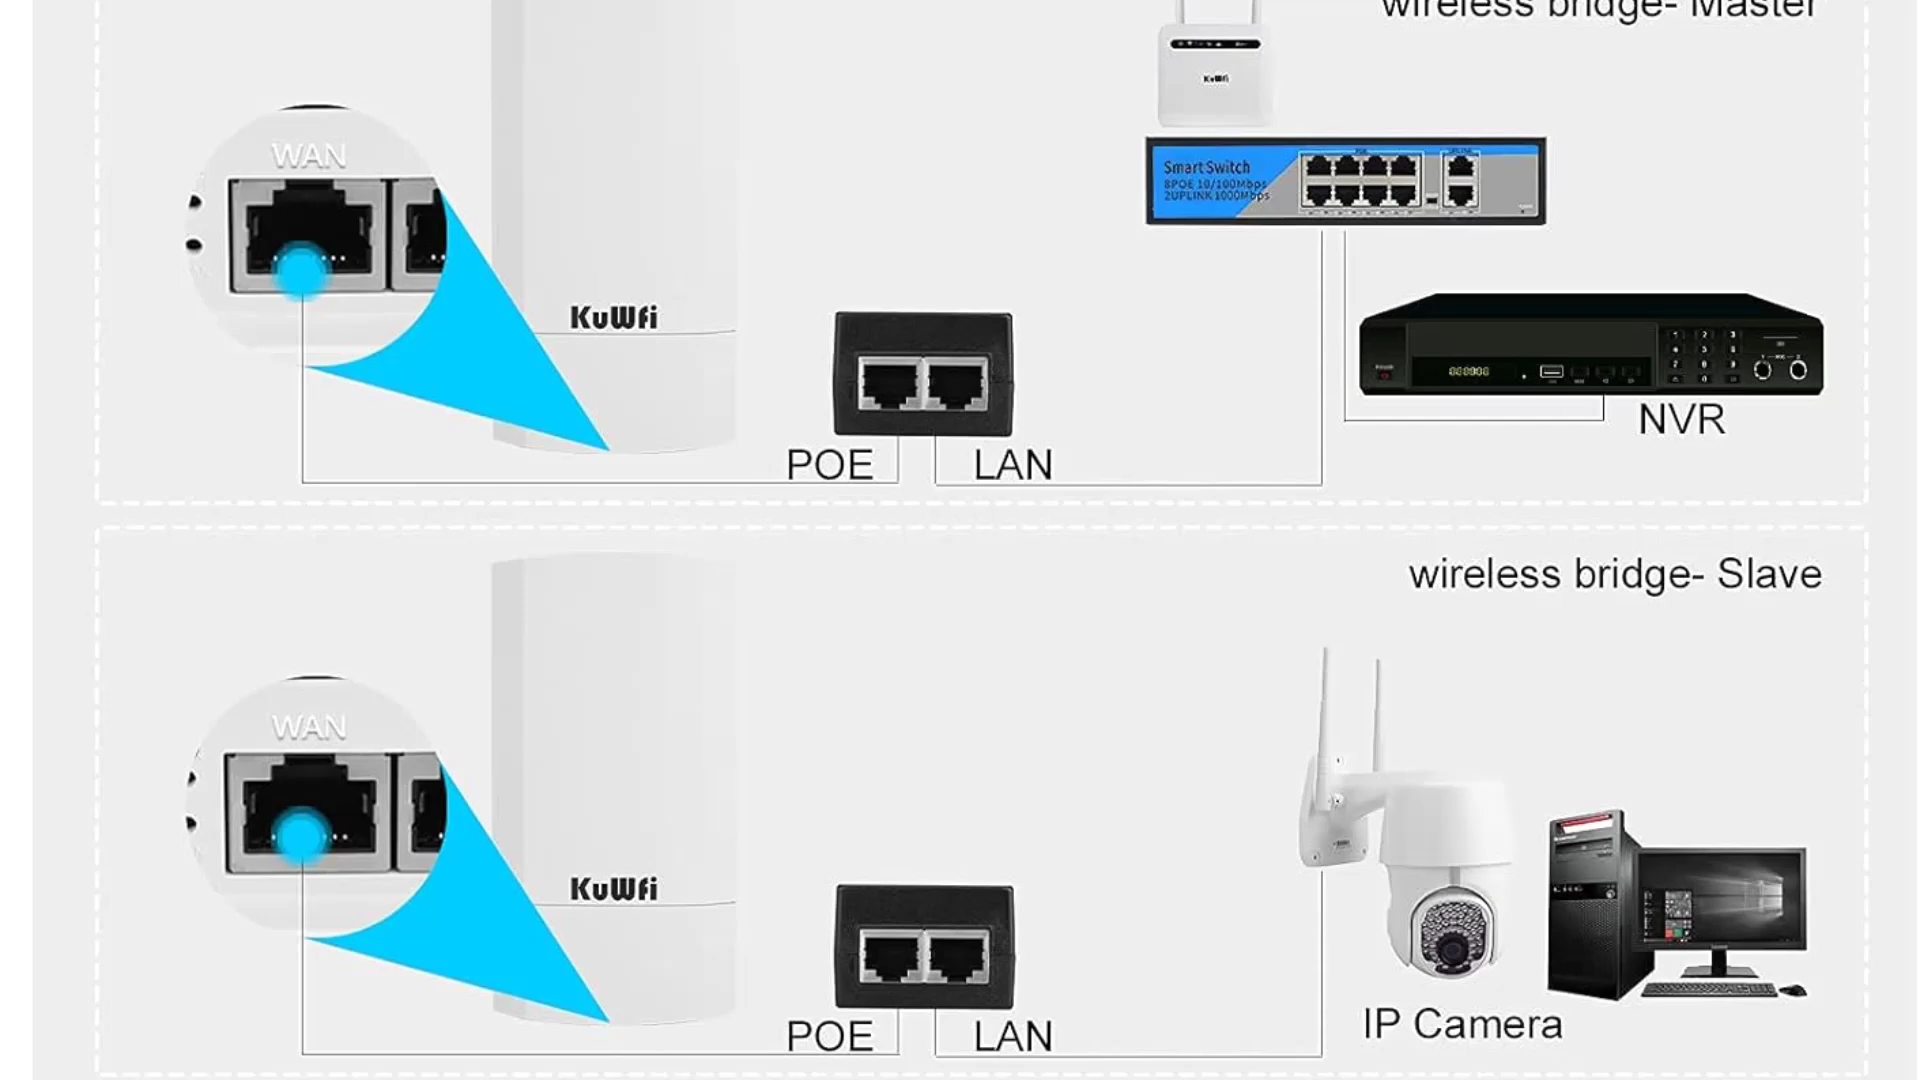 wireless bridge- Master
KuWfi
WAN
Smart Switch
8POE 10/100Mbps
2UPLINK 1000Mbps
KuWfi
POE
LAN
NVR
wireless bridge- Slave
WAN
KuWfi
POE
LAN
IP Camera